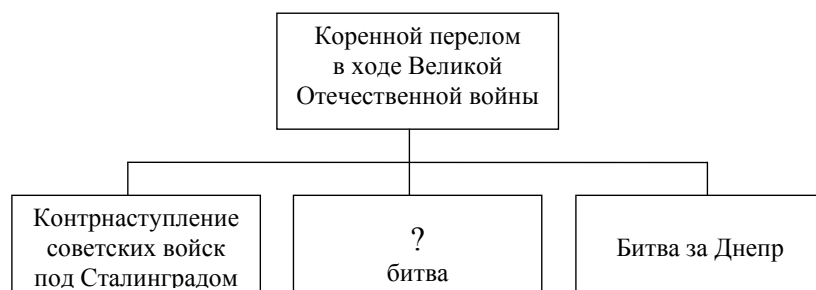 Коренной перелом
в ходе Великой
Отечественной войны
Контрнаступление
советских войск
под Сталинградом
?
битва
Битва за Днепр